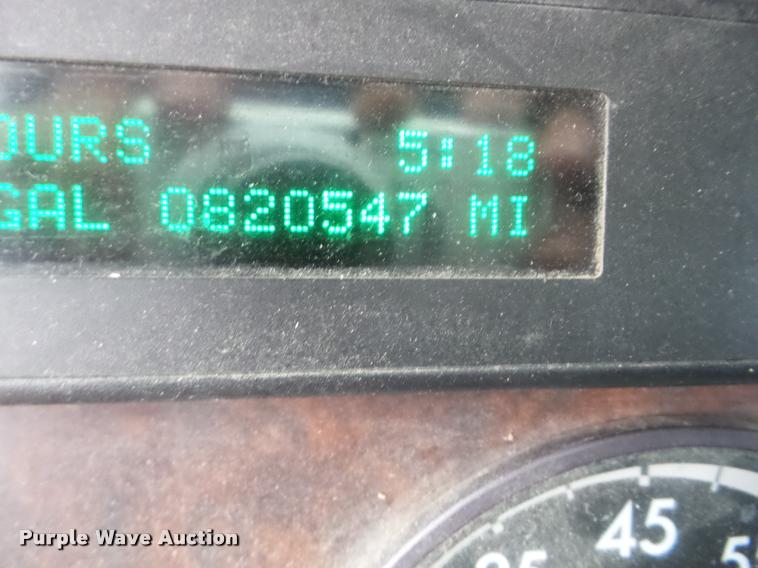 OURS 5:18
GAL 0820547 MI
45
Purple Wave Auction